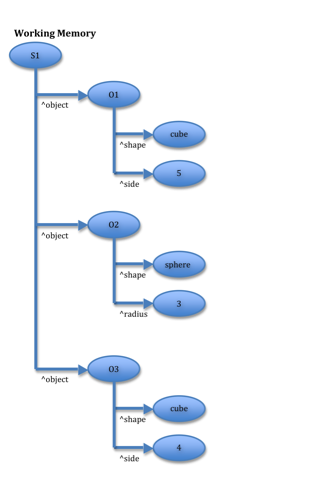 Working Memory
S1
^object
O1
^shape
cube
^side
5
^object
O2
^shape
sphere
^radius
3
^object
O3
^shape
cube
^side
4